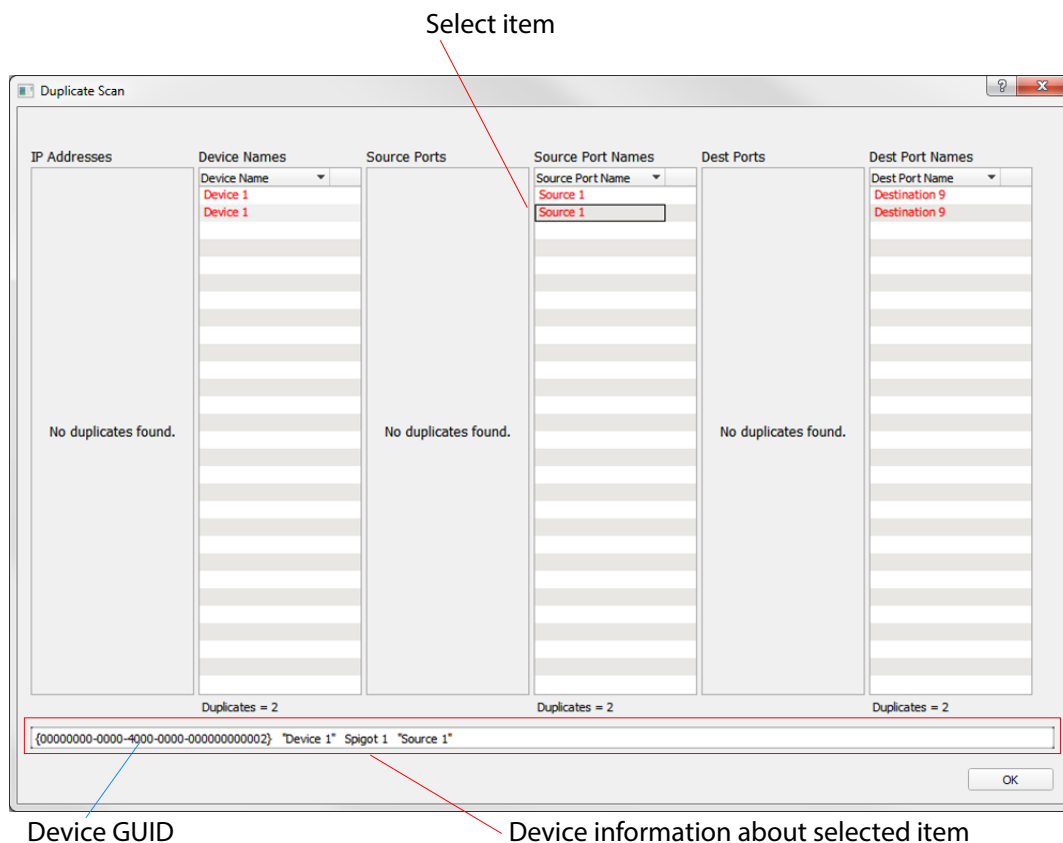 Select item
Duplicate Scan
?
X
IP Addresses
Device Names
Source Ports
Source Port Names
Dest Ports
Dest Port Names
Device Name
Source Port Name
Dest Port Name
Device 1
Source 1
Destination 9
Device 1
Source 1
Destination 9
No duplicates found.
No duplicates found.
No duplicates found.
Duplicates = 2
Duplicates = 2
Duplicates = 2
{00000000-0000-4000-0000-000000000002} "Device 1" Spigot 1 "Source 1"
OK
Device GUID
Device information about selected item